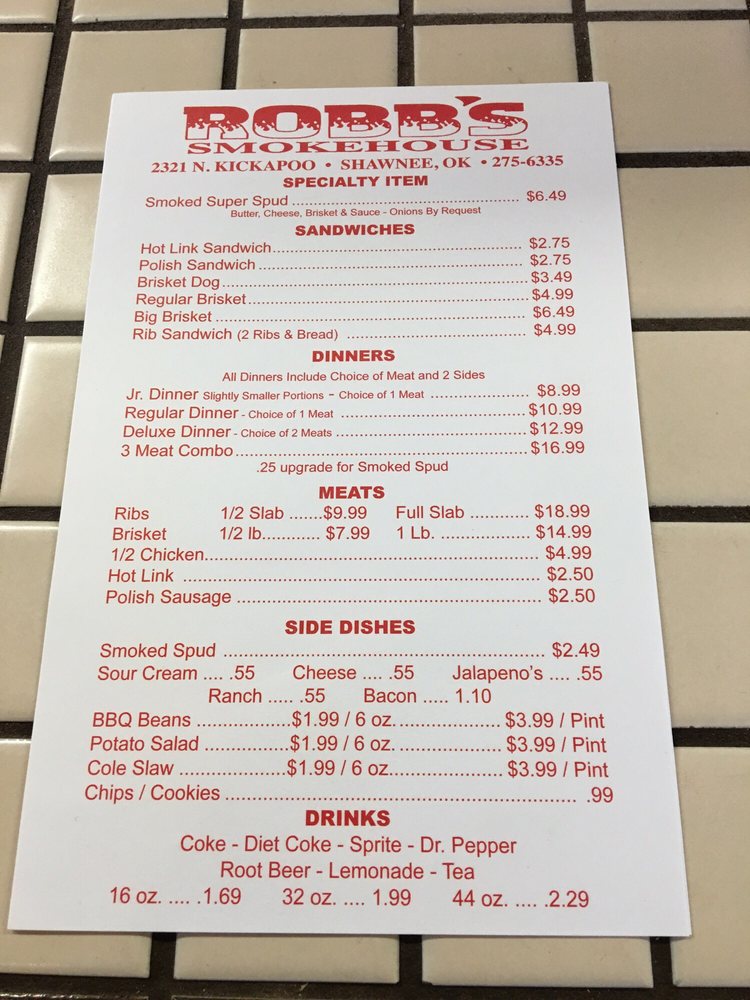 ROBB'S
SMOKEHOUSE
2321 N. KICKAPOO • SHAWNEE, OK • 275-6335
SPECIALTY ITEM
Smoked Super Spud ........ $6.49
Butter, Cheese, Brisket & Sauce - Onions By Request
SANDWICHES
Hot Link Sandwich........ $2.75
Polish Sandwich ........ $2.75
Brisket Dog........ $3.49
Regular Brisket........ $4.99
Big Brisket ........ $6.49
Rib Sandwich (2 Ribs & Bread) ........ $4.99
DINNERS
All Dinners Include Choice of Meat and 2 Sides
Jr. Dinner Slightly Smaller Portions - Choice of 1 Meat ........ $8.99
Regular Dinner - Choice of 1 Meat ........ $10.99
Deluxe Dinner - Choice of 2 Meats ........ $12.99
3 Meat Combo........ $16.99
.25 upgrade for Smoked Spud
MEATS
Ribs 1/2 Slab .......$9.99 Full Slab ............ $18.99
Brisket 1/2 lb............ $7.99 1 Lb. .................. $14.99
1/2 Chicken........ $4.99
Hot Link ........ $2.50
Polish Sausage ........ $2.50
SIDE DISHES
Smoked Spud ........ $2.49
Sour Cream .... .55 Cheese .... .55 Jalapeno's .... .55
Ranch ..... .55 Bacon ..... 1.10
BBQ Beans ..................$1.99 / 6 oz. .................... $3.99 / Pint
Potato Salad ................$1.99 / 6 oz. .................... $3.99 / Pint
Cole Slaw .....................$1.99 / 6 oz....................... $3.99 / Pint
Chips / Cookies ........ .99
DRINKS
Coke - Diet Coke - Sprite - Dr. Pepper
Root Beer - Lemonade - Tea
16 oz. .... .1.69 32 oz. .... 1.99 44 oz. .... .2.29